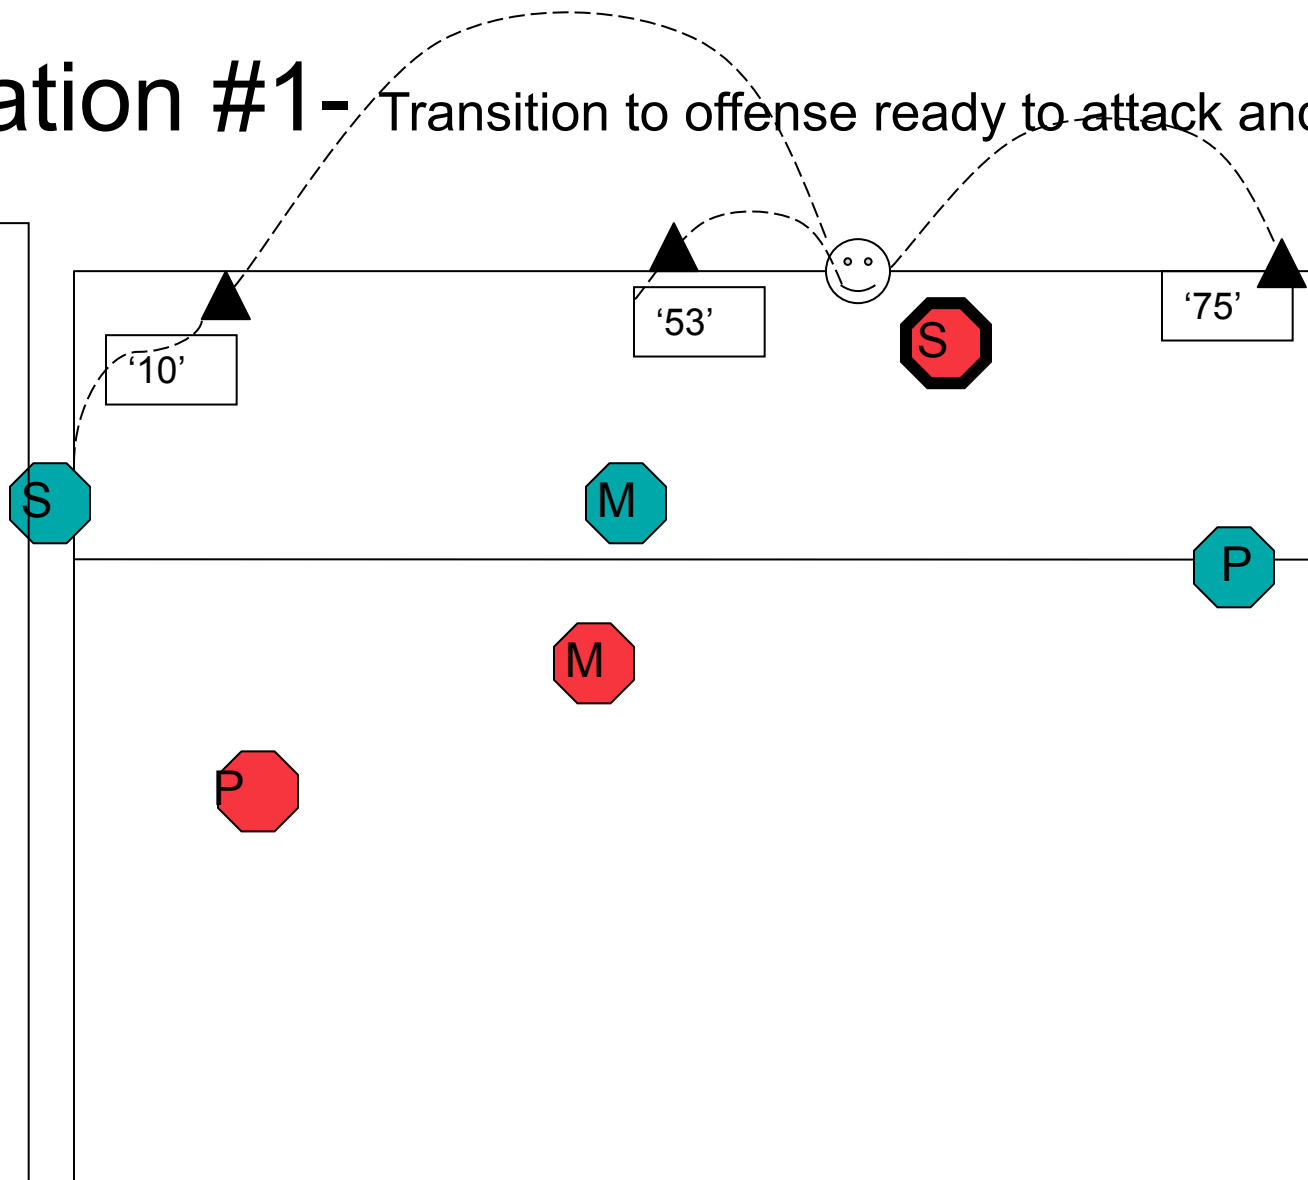 ation #1- Transition to offense ready to attack and
‘10’
‘53’
‘75’
S
S
M
P
M
P